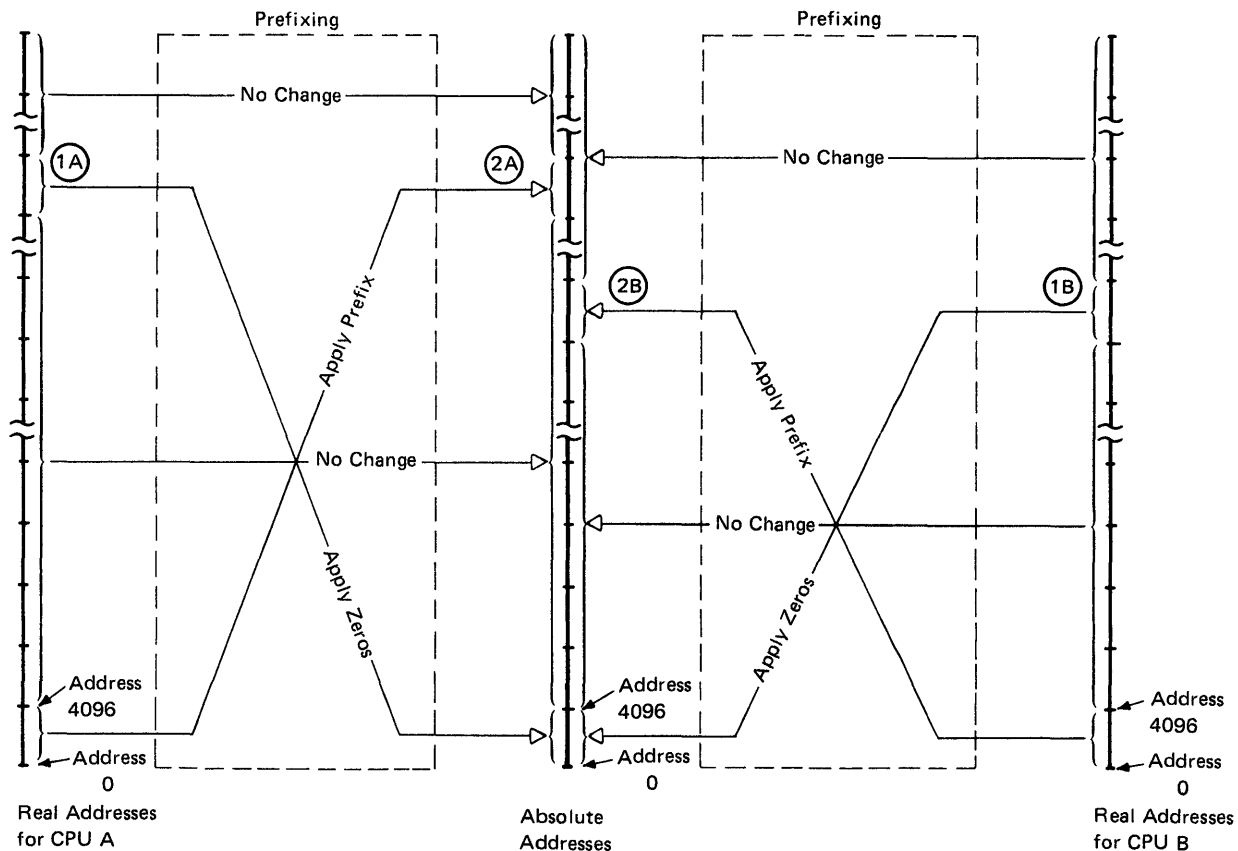 Prefixing
Prefixing
No Change
No Change
1A
2A
2B
1B
Apply Prefix
Apply Prefix
No Change
No Change
Apply Zeros
Apply Zeros
Address
4096
Address
0
Address
4096
Address
0
Address
4096
Address
0
Real Addresses
for CPU A
Absolute
Addresses
Real Addresses
for CPU B